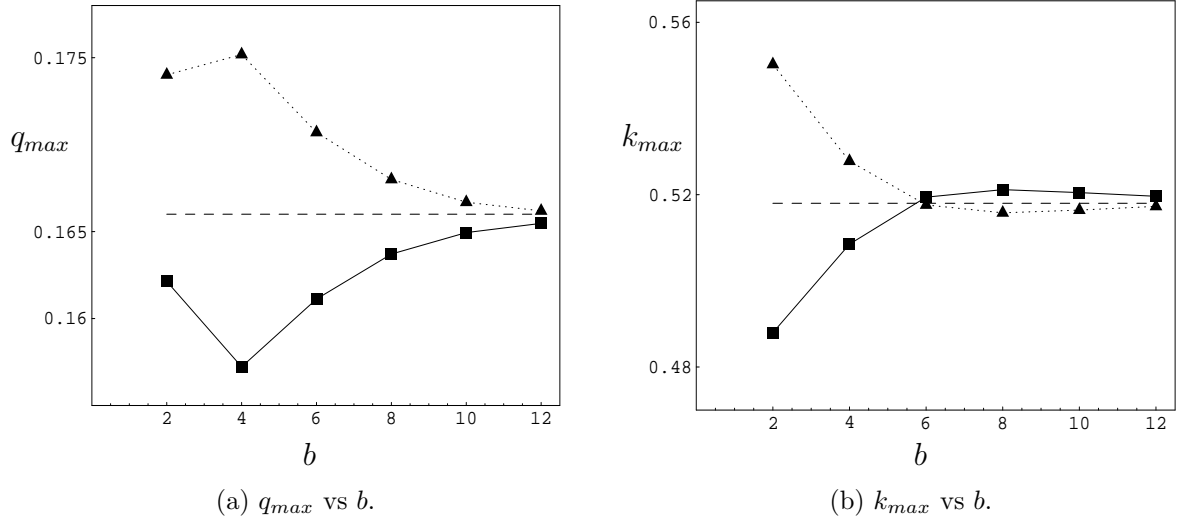 0.175
q_max
0.165
0.16
2 4 6 8 10 12
b
(a) q_max vs b.
0.56
k_max
0.52
0.48
2 4 6 8 10 12
b
(b) k_max vs b.